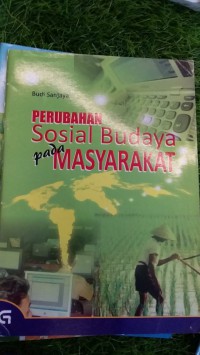 Budi Sanjaya
PERUBAHAN
Sosial Budaya
pada MASYARAKAT